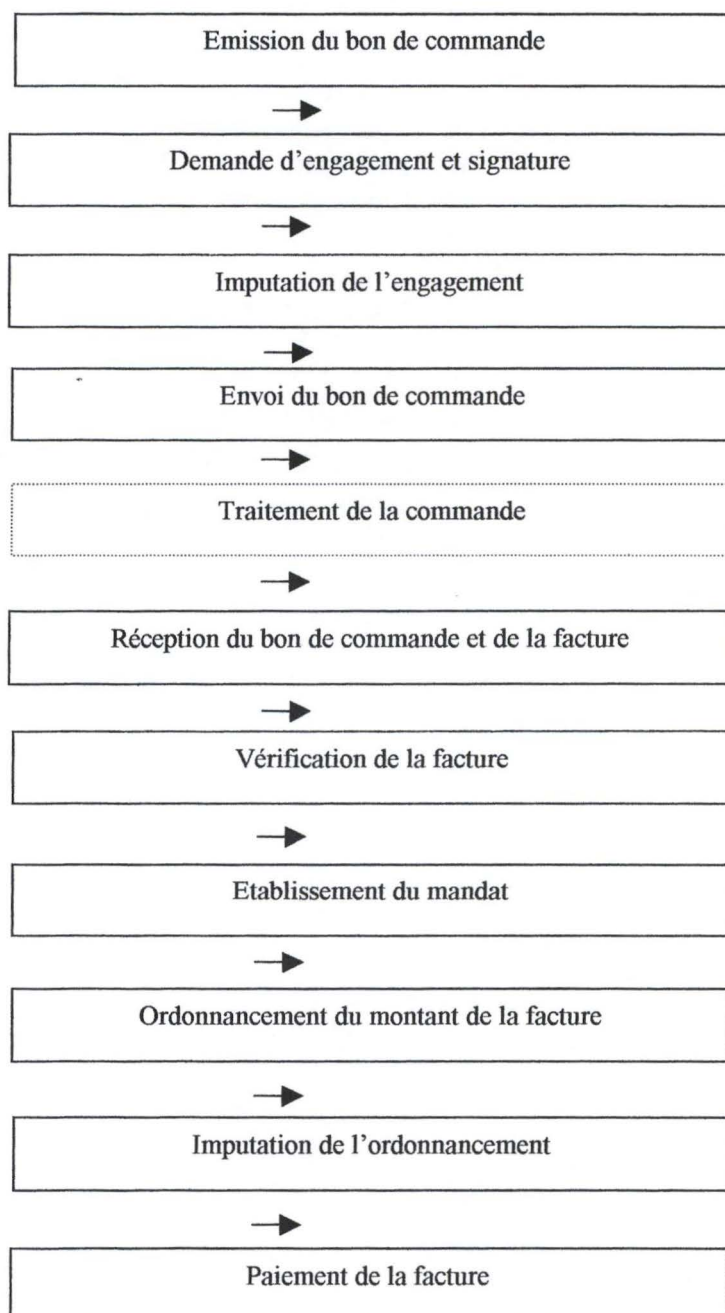 Emission du bon de commande
Demande d’engagement et signature
Imputation de l’engagement
Envoi du bon de commande
Traitement de la commande
Réception du bon de commande et de la facture
Vérification de la facture
Etablissement du mandat
Ordonnancement du montant de la facture
Imputation de l’ordonnancement
Paiement de la facture